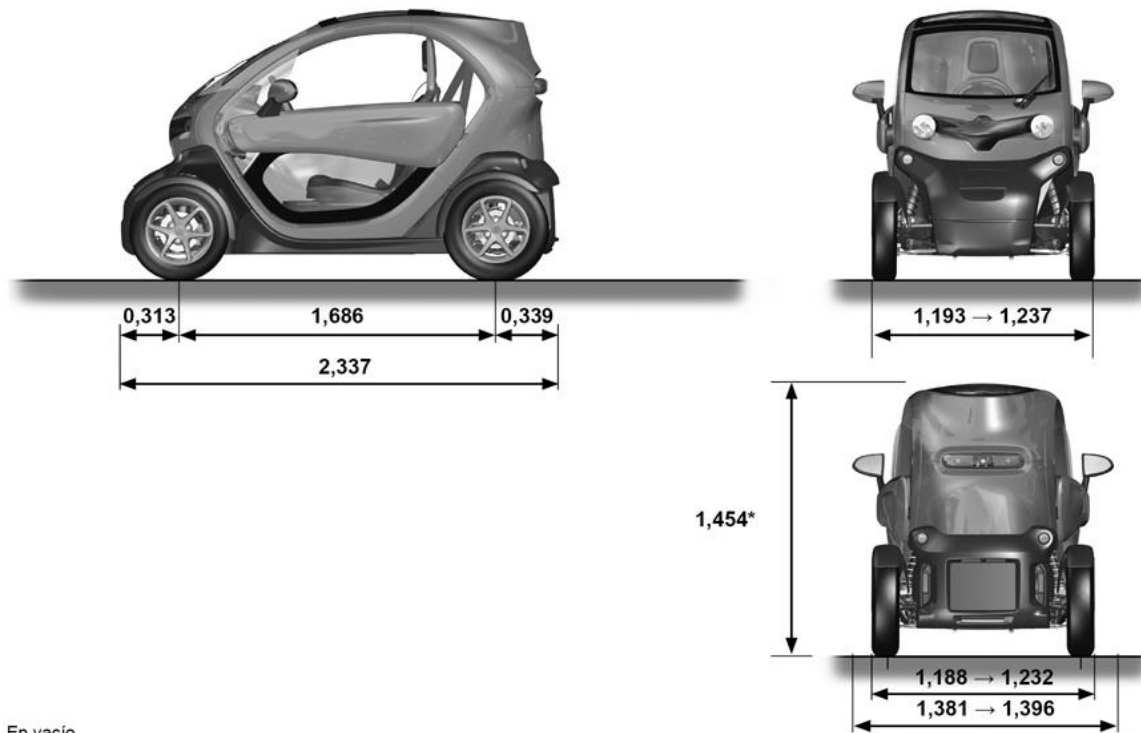 0,313 1,686 0,339
2,337
1,193 → 1,237
1,454*
1,188 → 1,232
1,381 → 1,396
En vacío